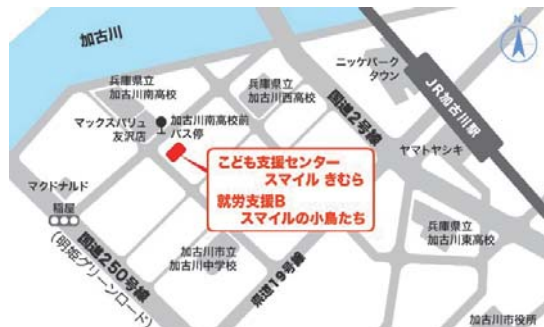 加古川
N
兵庫県立
加古川南高校
兵庫県立
加古川西高校
ニッケパーク
タウン
JR加古川駅
国道2号線
マックスバリュ
友沢店
加古川南高校前
バス停
ヤマトヤシキ
こども支援センター
スマイル きむら
就労支援B
スマイルの小鳥たち
マクドナルド
稲屋
国道250号線
(明姫グリーンロード)
加古川市立
加古川中学校
県道19号線
兵庫県立
加古川東高校
加古川市役所